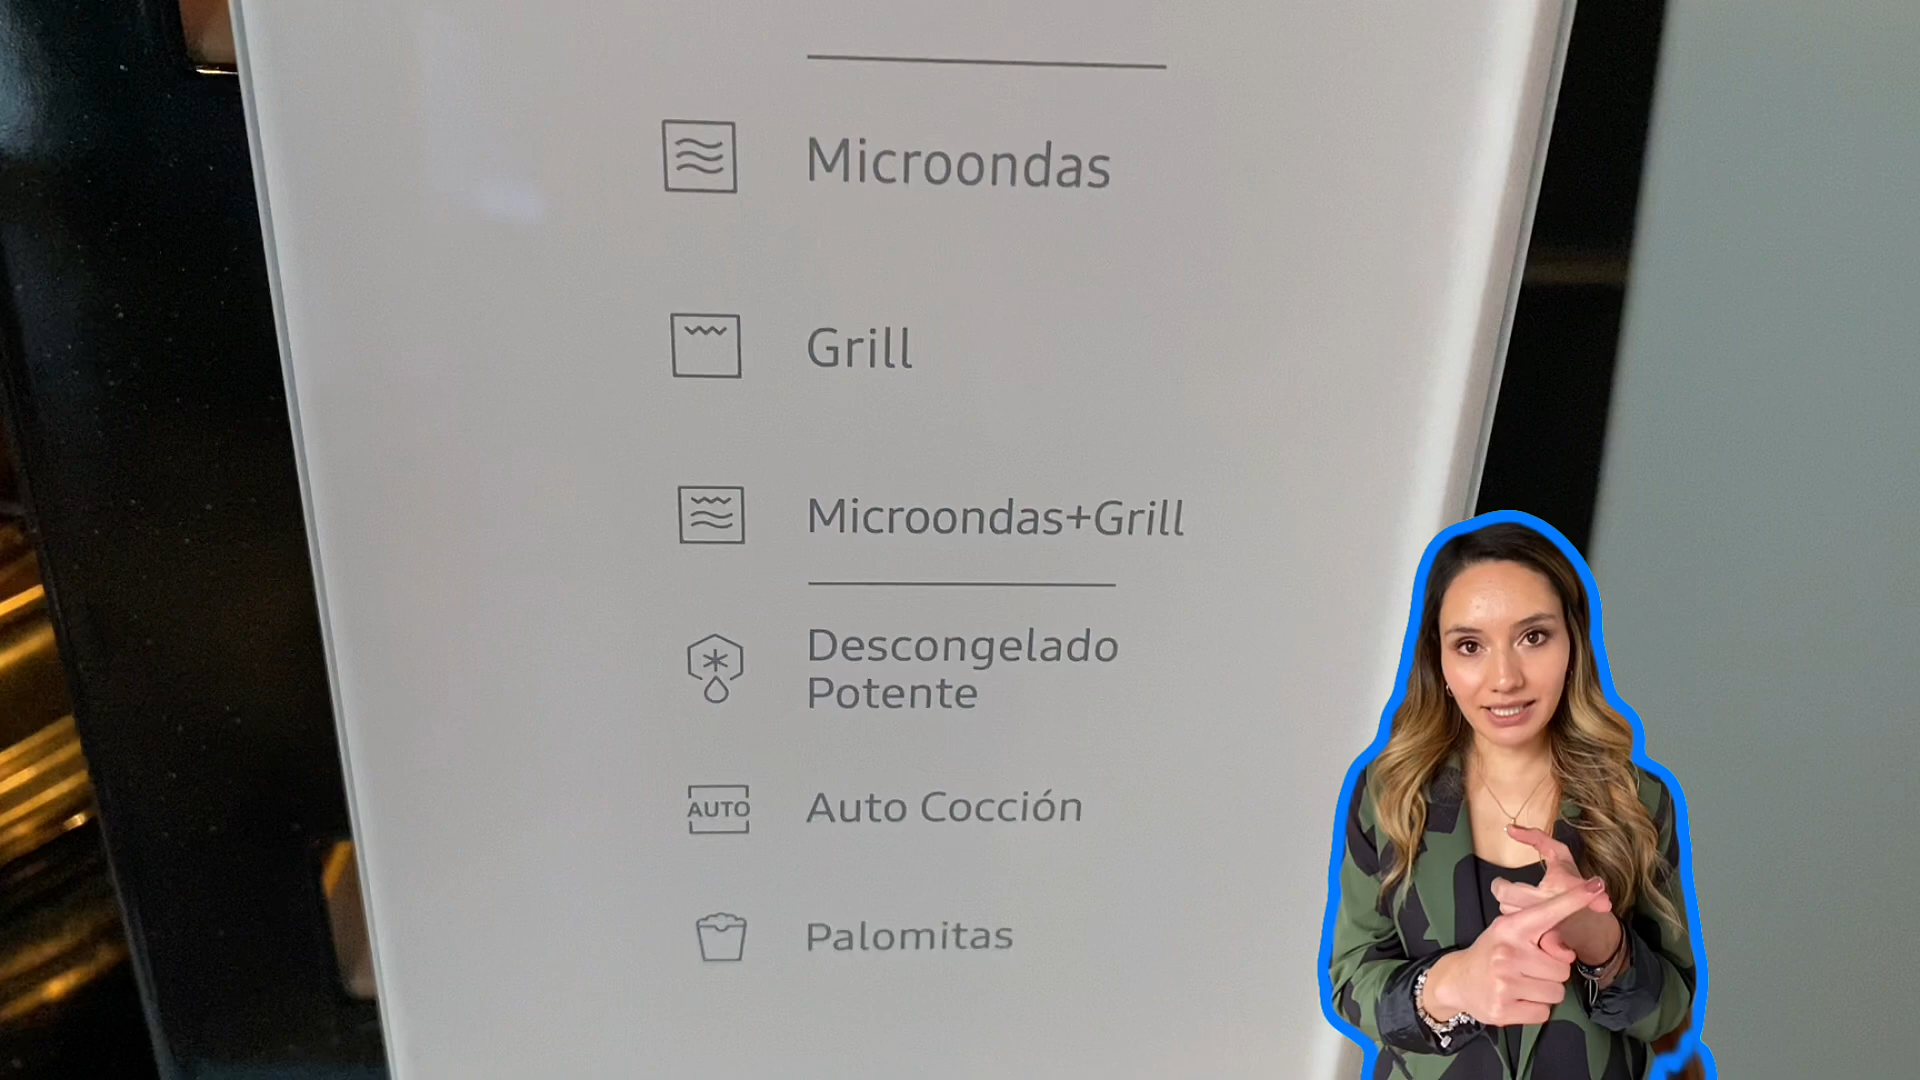 Microondas
Grill
Microondas+Grill
Descongelado
Potente
AUTO Auto Cocción
Palomitas